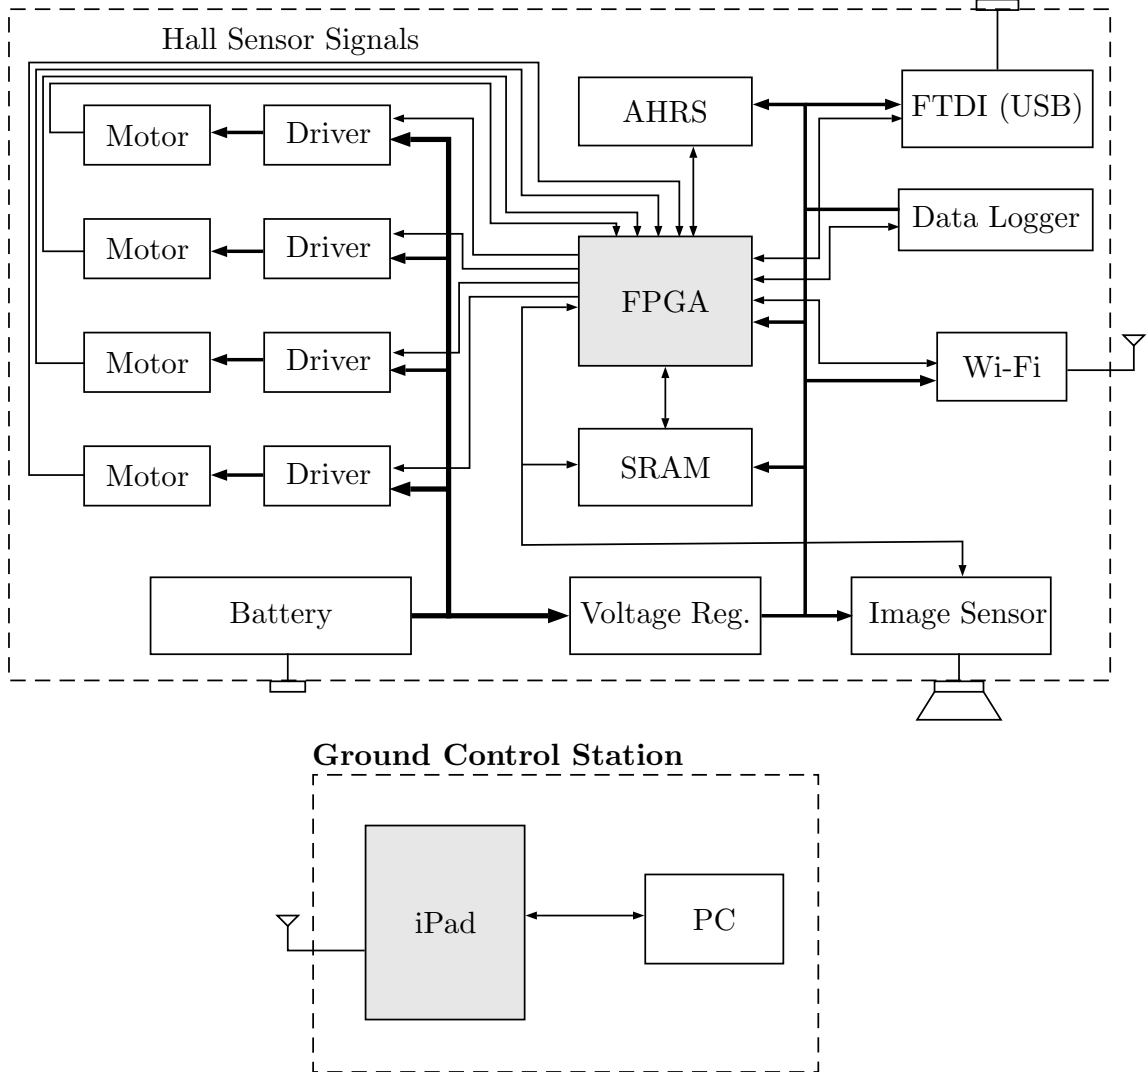 Hall Sensor Signals
Motor
Driver
AHRS
FTDI (USB)
Motor
Driver
Data Logger
FPGA
Motor
Driver
Wi-Fi
Motor
Driver
SRAM
Battery
Voltage Reg.
Image Sensor
Ground Control Station
iPad
PC